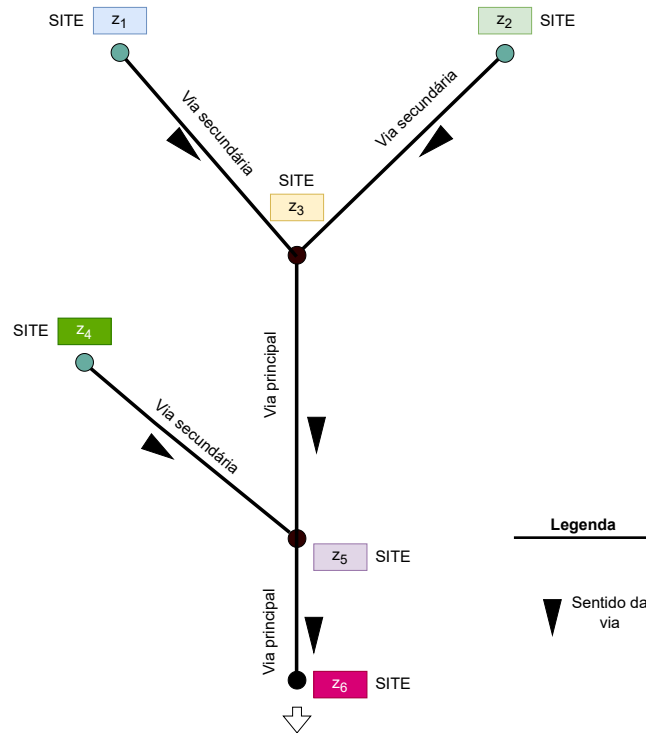 SITE z1
z2 SITE
Via secundária
Via secundária
SITE
z3
Via principal
SITE z4
Via secundária
Legenda
z5 SITE
Sentido da
via
Via principal
z6 SITE